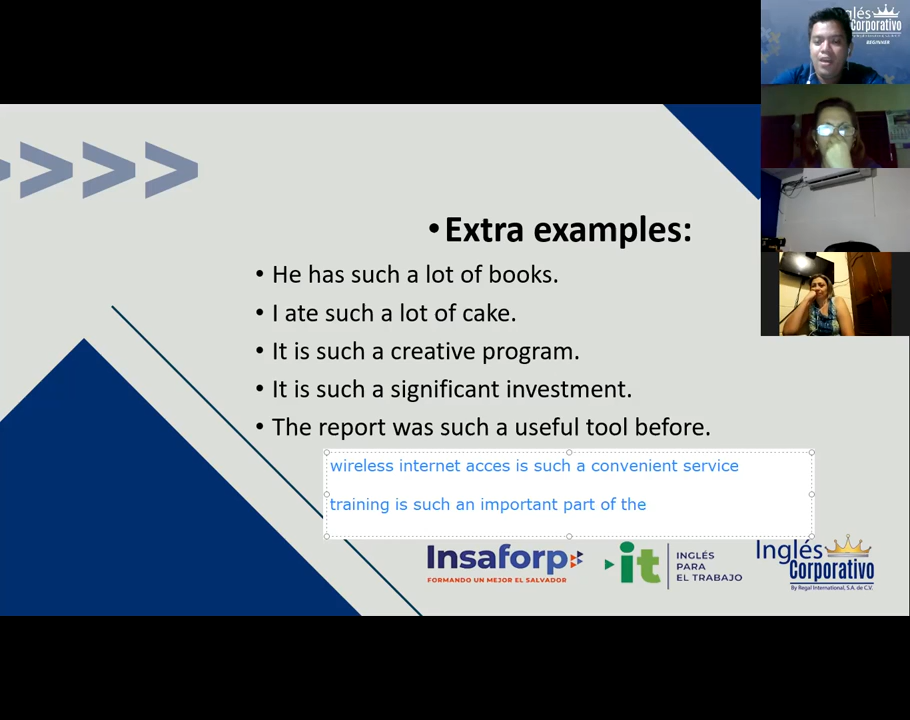 glés
Corporativo
BEGINNER
>>>>
•Extra examples:
• He has such a lot of books.
• I ate such a lot of cake.
• It is such a creative program.
• It is such a significant investment.
• The report was such a useful tool before.
wireless internet acces is such a convenient service
training is such an important part of the
Insaforp
FORMANDO UN MEJOR EL SALVADOR
it
INGLÉS
PARA
EL TRABAJO
Inglés
Corporativo
By Regal International, S.A. de C.V.